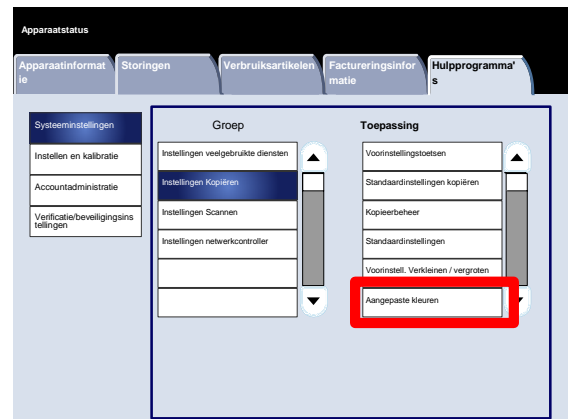 Apparaatstatus
Apparaatinformat
ie
Storingen
Verbruiksartikelen
Factureringsinfor
matie
Hulpprogramma'
s
Systeeminstellingen
Instellen en kalibratie
Accountadministratie
Verificatie/beveiligingsins
tellingen
Groep
Instellingen veelgebruikte diensten
Instellingen Kopiëren
Instellingen Scannen
Instellingen netwerkcontroller
Toepassing
Voorinstellingstoetsen
Standaardinstellingen kopiëren
Kopieerbeheer
Standaardinstellingen
Voorinstell. Verkleinen / vergroten
Aangepaste kleuren